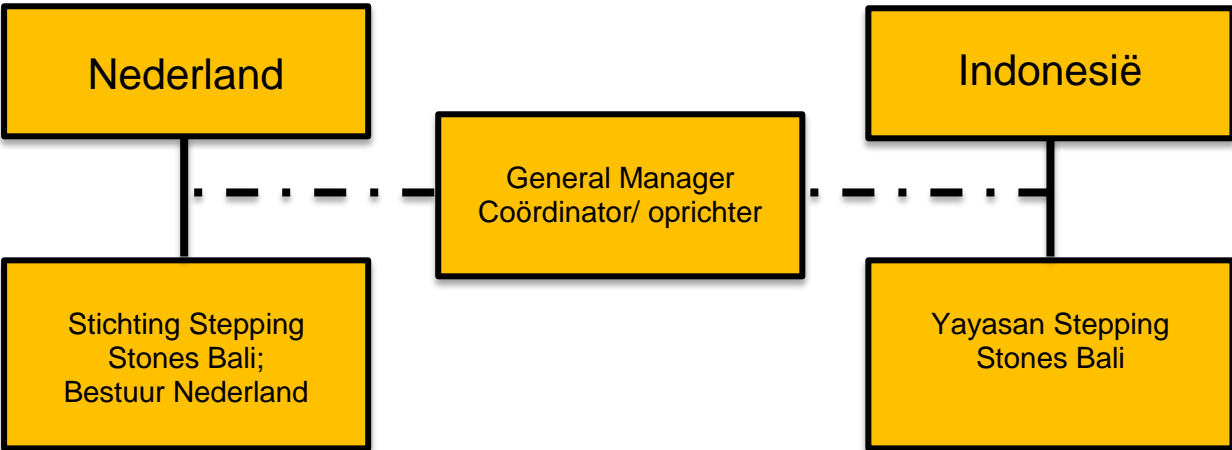 Nederland
Indonesië
General Manager
Coördinator/ oprichter
Stichting Stepping
Stones Bali;
Bestuur Nederland
Yayasan Stepping
Stones Bali